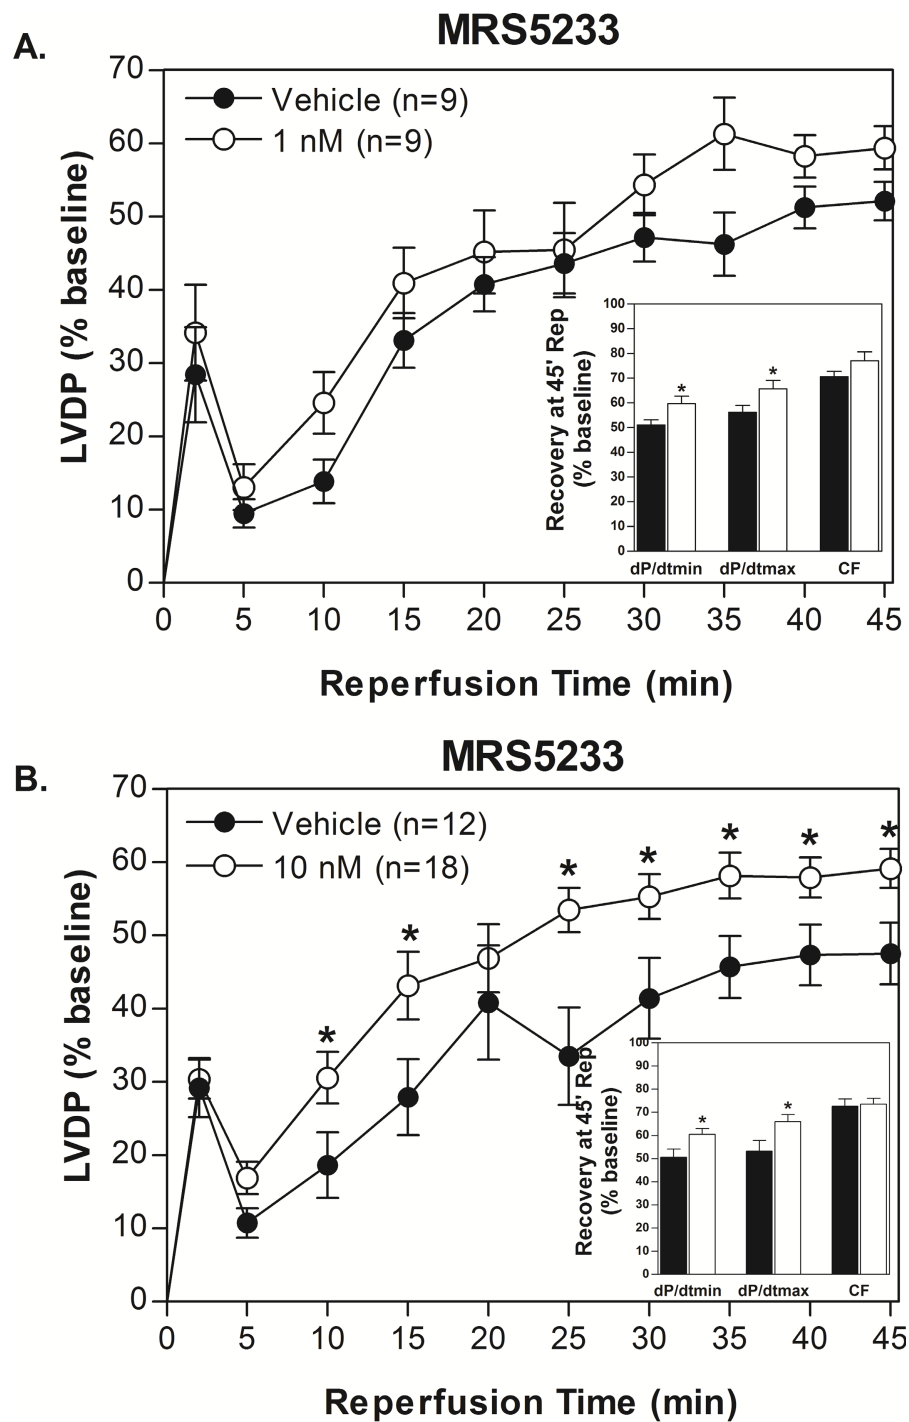 MRS5233
A.
70
60
50
40
30
20
10
0
LVDP (% baseline)
Vehicle (n=9)
1 nM (n=9)
Recovery at 45' Rep
(% baseline)
100
90
80
70
60
50
40
30
20
10
0
* *
dP/dtmin dP/dtmax CF
0 5 10 15 20 25 30 35 40 45
Reperfusion Time (min)
MRS5233
B.
70
60
50
40
30
20
10
0
LVDP (% baseline)
Vehicle (n=12)
10 nM (n=18)
* * * * * * *
Recovery at 45' Rep
(% baseline)
100
90
80
70
60
50
40
30
20
10
0
* *
dP/dtmin dP/dtmax CF
0 5 10 15 20 25 30 35 40 45
Reperfusion Time (min)